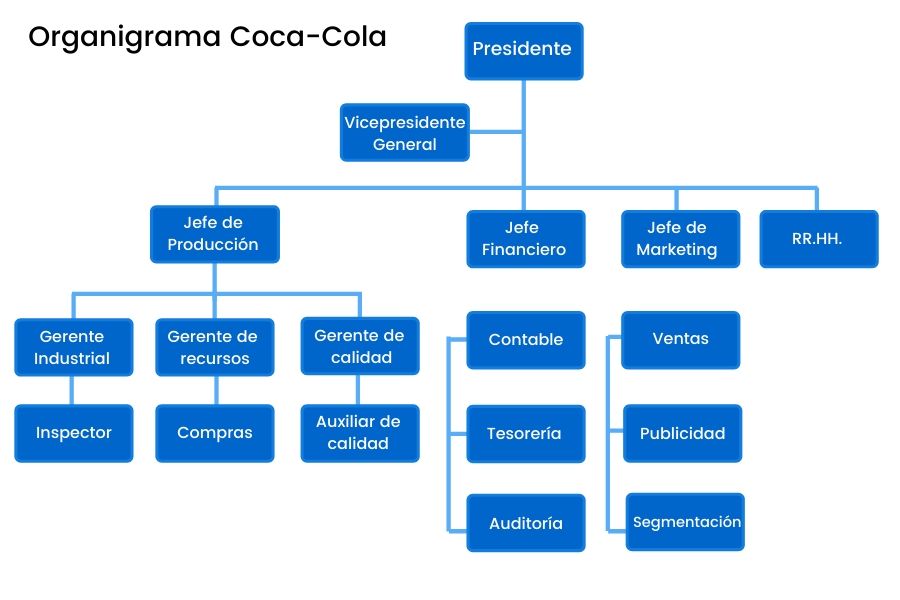 Organigrama Coca-Cola
Presidente
Vicepresidente
General
Jefe de
Producción
Jefe
Financiero
Jefe de
Marketing
RR.HH.
Gerente
Industrial
Gerente de
recursos
Gerente de
calidad
Contable
Ventas
Inspector
Compras
Auxiliar de
calidad
Tesorería
Publicidad
Auditoría
Segmentación